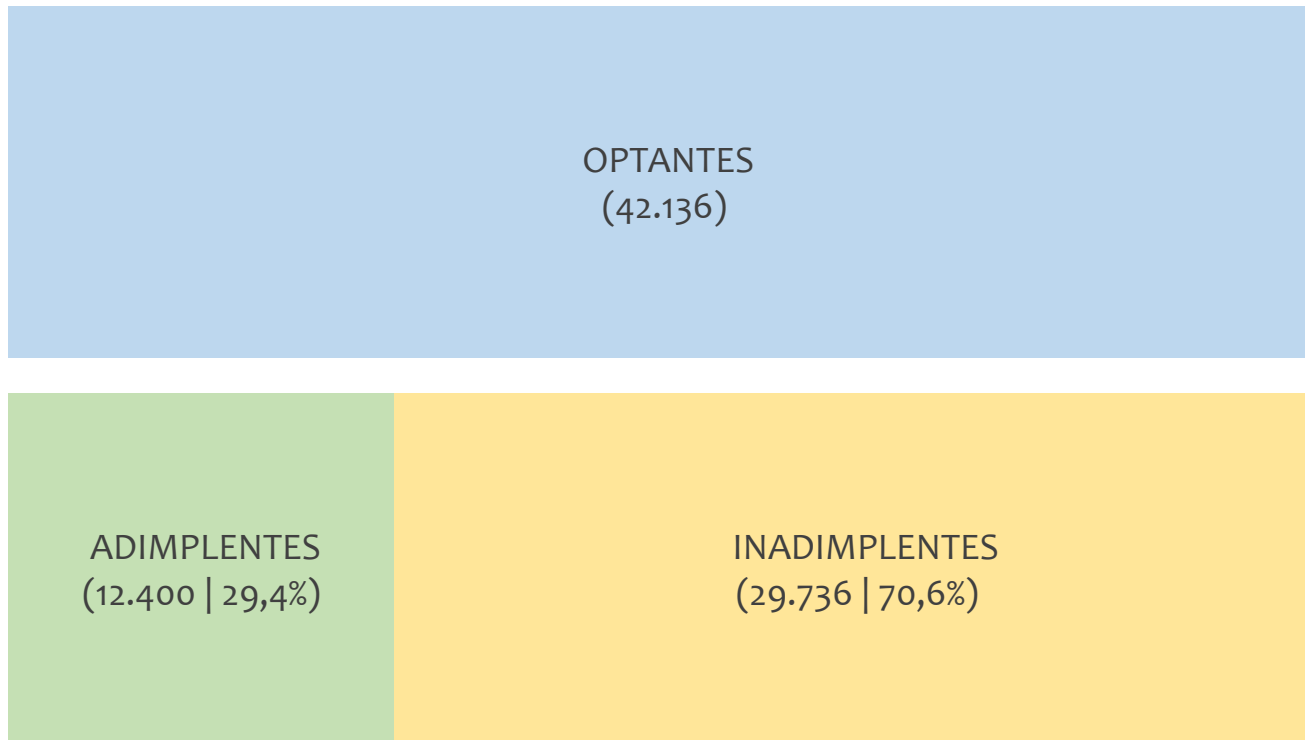 OPTANTES
(42.136)
ADIMPLENTES
(12.400 | 29,4%)
INADIMPLENTES
(29.736 | 70,6%)